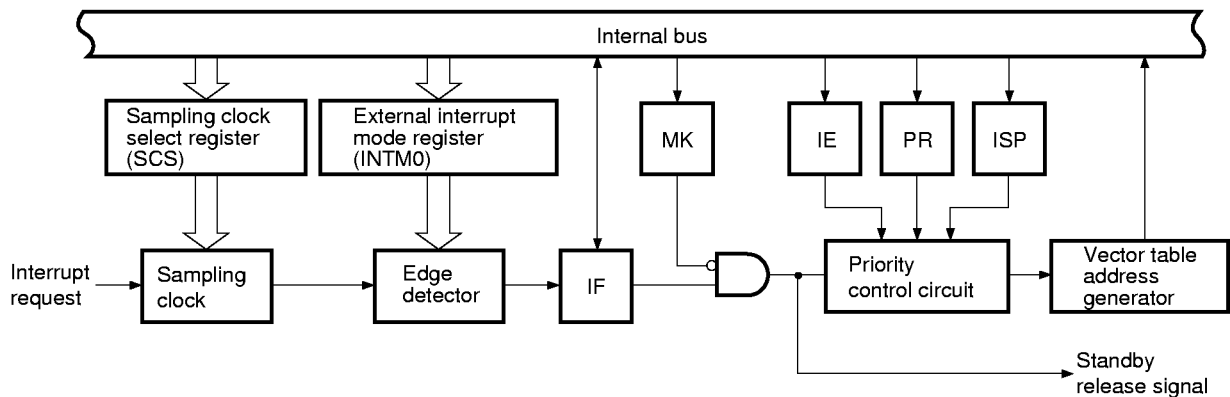 Internal bus
Sampling clock
select register
(SCS)
External interrupt
mode register
(INTM0)
MK
IE
PR
ISP
Interrupt
request
Sampling
clock
Edge
detector
IF
Priority
control circuit
Vector table
address
generator
Standby
release signal